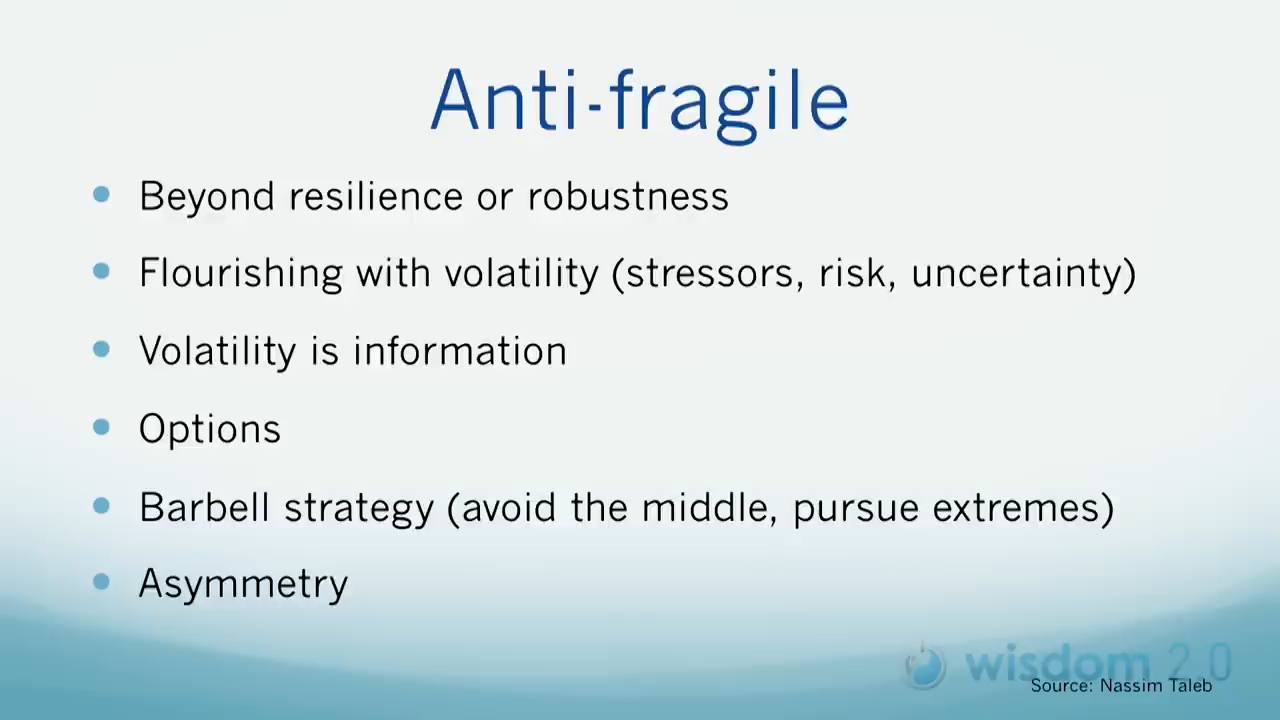 Anti-fragile
Beyond resilience or robustness
Flourishing with volatility (stressors, risk, uncertainty)
Volatility is information
Options
Barbell strategy (avoid the middle, pursue extremes)
Asymmetry
wisdom 2.0
Source: Nassim Taleb